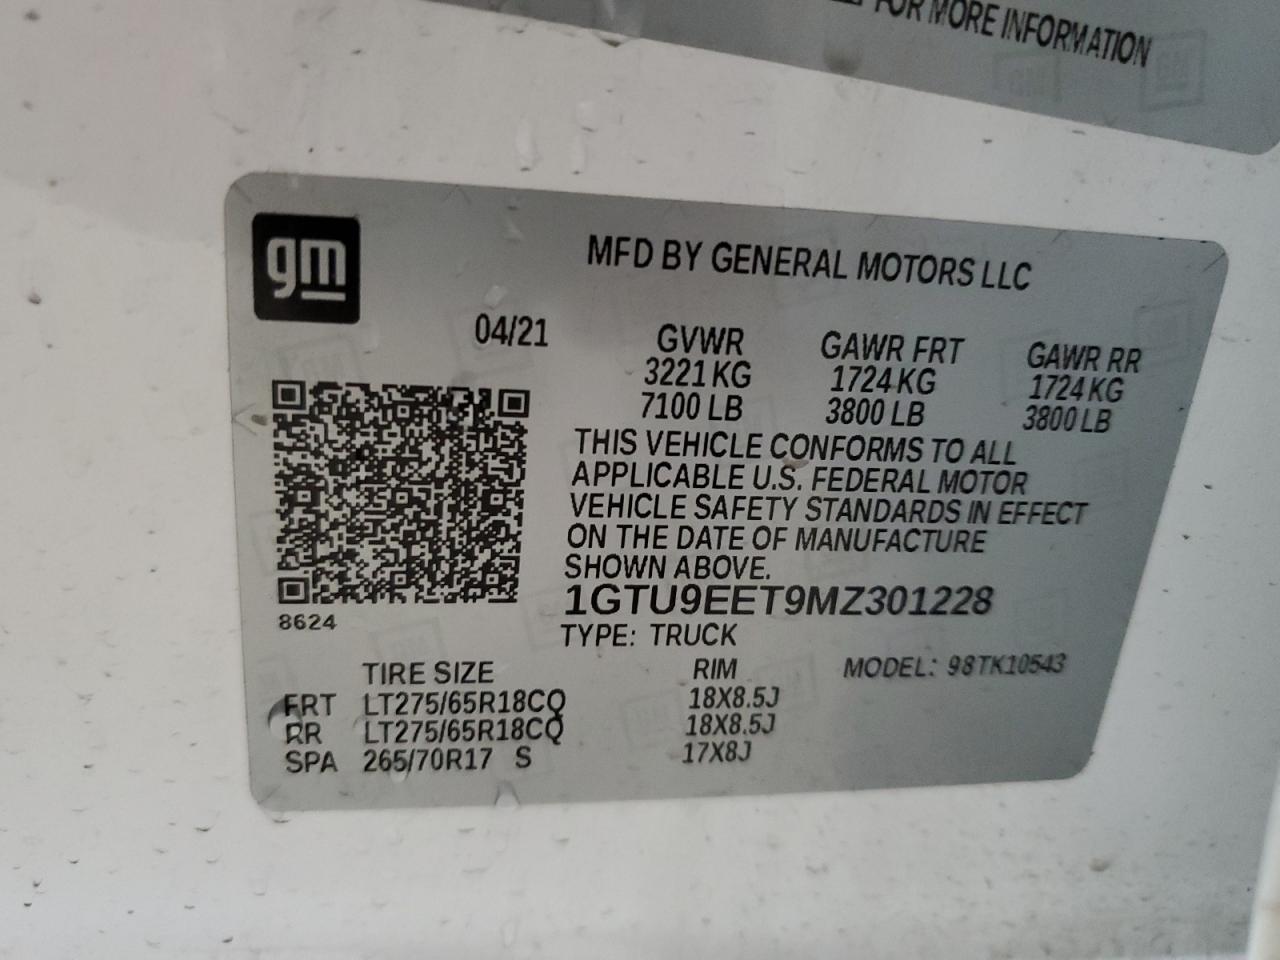 FOR MORE INFORMATION
gm
MFD BY GENERAL MOTORS LLC
04/21
GVWR GAWR FRT GAWR RR
3221 KG 1724 KG 1724 KG
7100 LB 3800 LB 3800 LB
THIS VEHICLE CONFORMS TO ALL
APPLICABLE U.S. FEDERAL MOTOR
VEHICLE SAFETY STANDARDS IN EFFECT
ON THE DATE OF MANUFACTURE
SHOWN ABOVE.
8624
1GTU9EET9MZ301228
TYPE: TRUCK
TIRE SIZE RIM MODEL: 98TK10543
FRT LT275/65R18CQ 18X8.5J
RR LT275/65R18CQ 18X8.5J
SPA 265/70R17 S 17X8J